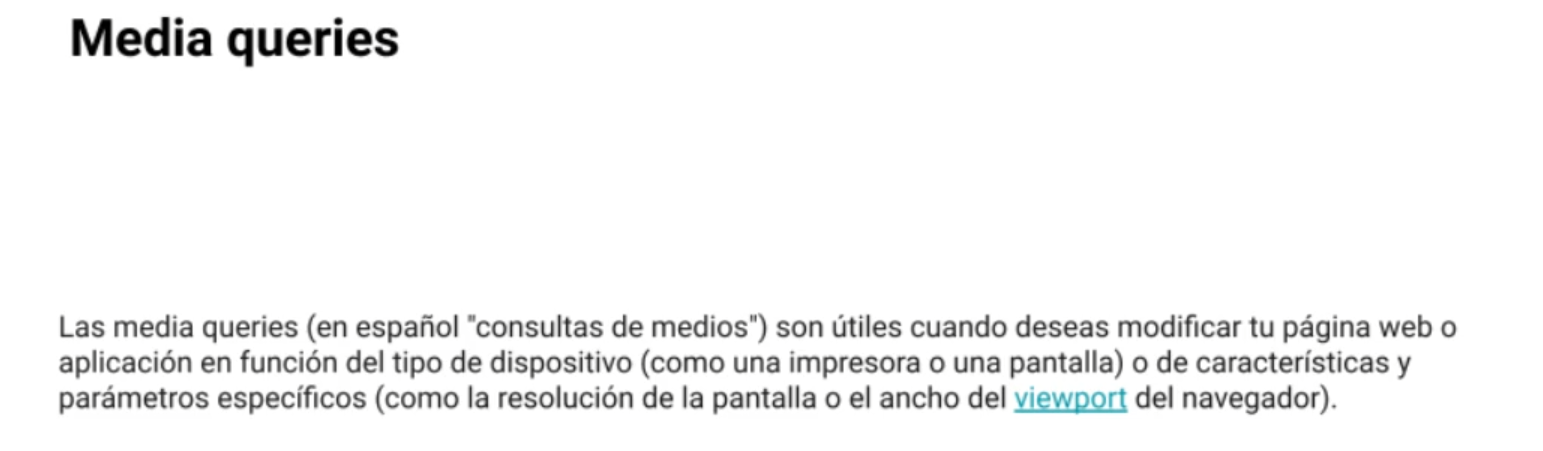 Media queries
Las media queries (en español "consultas de medios") son útiles cuando deseas modificar tu página web o
aplicación en función del tipo de dispositivo (como una impresora o una pantalla) o de características y
parámetros específicos (como la resolución de la pantalla o el ancho del viewport del navegador).